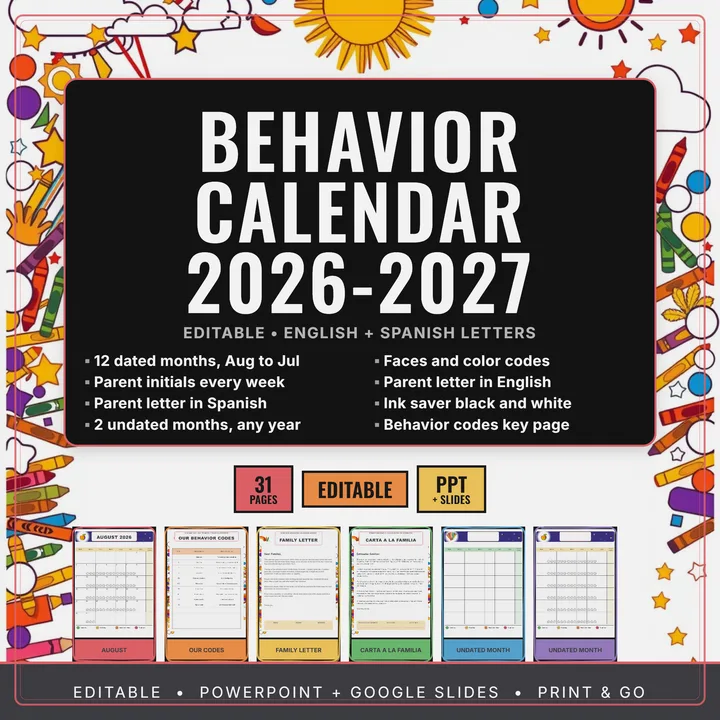 BEHAVIOR
CALENDAR
2026-2027
EDITABLE • ENGLISH + SPANISH LETTERS
▪ 12 dated months, Aug to Jul
▪ Parent initials every week
▪ Parent letter in Spanish
▪ 2 undated months, any year
▪ Faces and color codes
▪ Parent letter in English
▪ Ink saver black and white
▪ Behavior codes key page
31
PAGES
EDITABLE
PPT
+ SLIDES
AUGUST 2026
OUR BEHAVIOR CODES
FAMILY LETTER
CARTA A LA FAMILIA
AUGUST
OUR CODES
FAMILY LETTER
CARTA A LA FAMILIA
UNDATED MONTH
UNDATED MONTH
EDITABLE • POWERPOINT + GOOGLE SLIDES • PRINT & GO